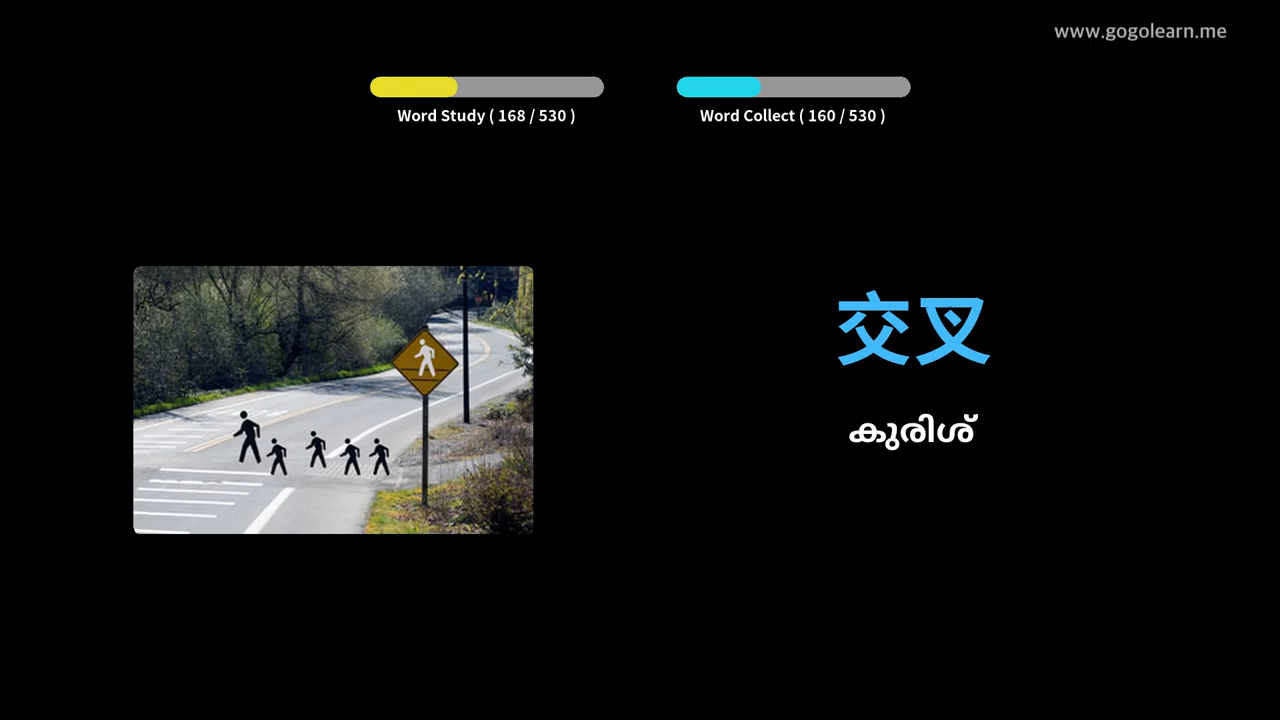 www.gogolearn.me
Word Study ( 168 / 530 )
Word Collect ( 160 / 530 )
交叉
കുരിശ്